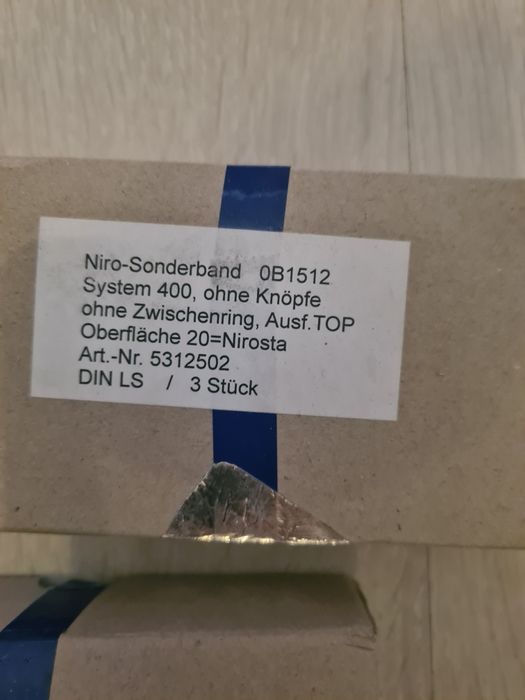 Niro-Sonderband 0B1512
System 400, ohne Knöpfe
ohne Zwischenring, Ausf.TOP
Oberfläche 20=Nirosta
Art.-Nr. 5312502
DIN LS / 3 Stück